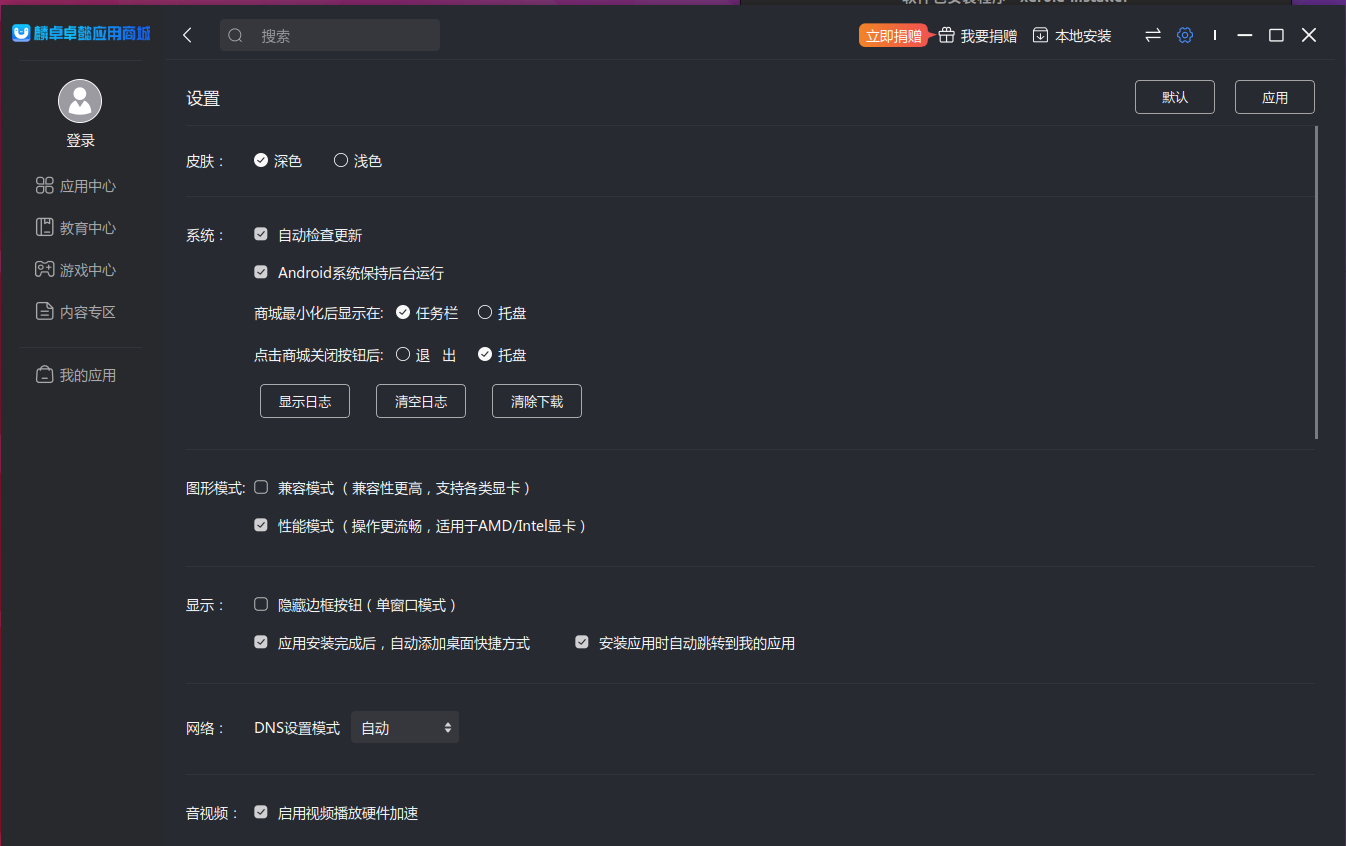 麟卓卓懿应用商城
搜索
立即捐赠
我要捐赠
本地安装
登录
应用中心
教育中心
游戏中心
内容专区
我的应用
设置
默认
应用
皮肤：
深色
浅色
系统：
自动检查更新
Android系统保持后台运行
商城最小化后显示在: 任务栏 托盘
点击商城关闭按钮后: 退 出 托盘
显示日志
清空日志
清除下载
图形模式: 兼容模式（兼容性更高，支持各类显卡）
性能模式（操作更流畅，适用于AMD/Intel显卡）
显示： 隐藏边框按钮（单窗口模式）
应用安装完成后，自动添加桌面快捷方式 安装应用时自动跳转到我的应用
网络： DNS设置模式 自动
音视频： 启用视频播放硬件加速